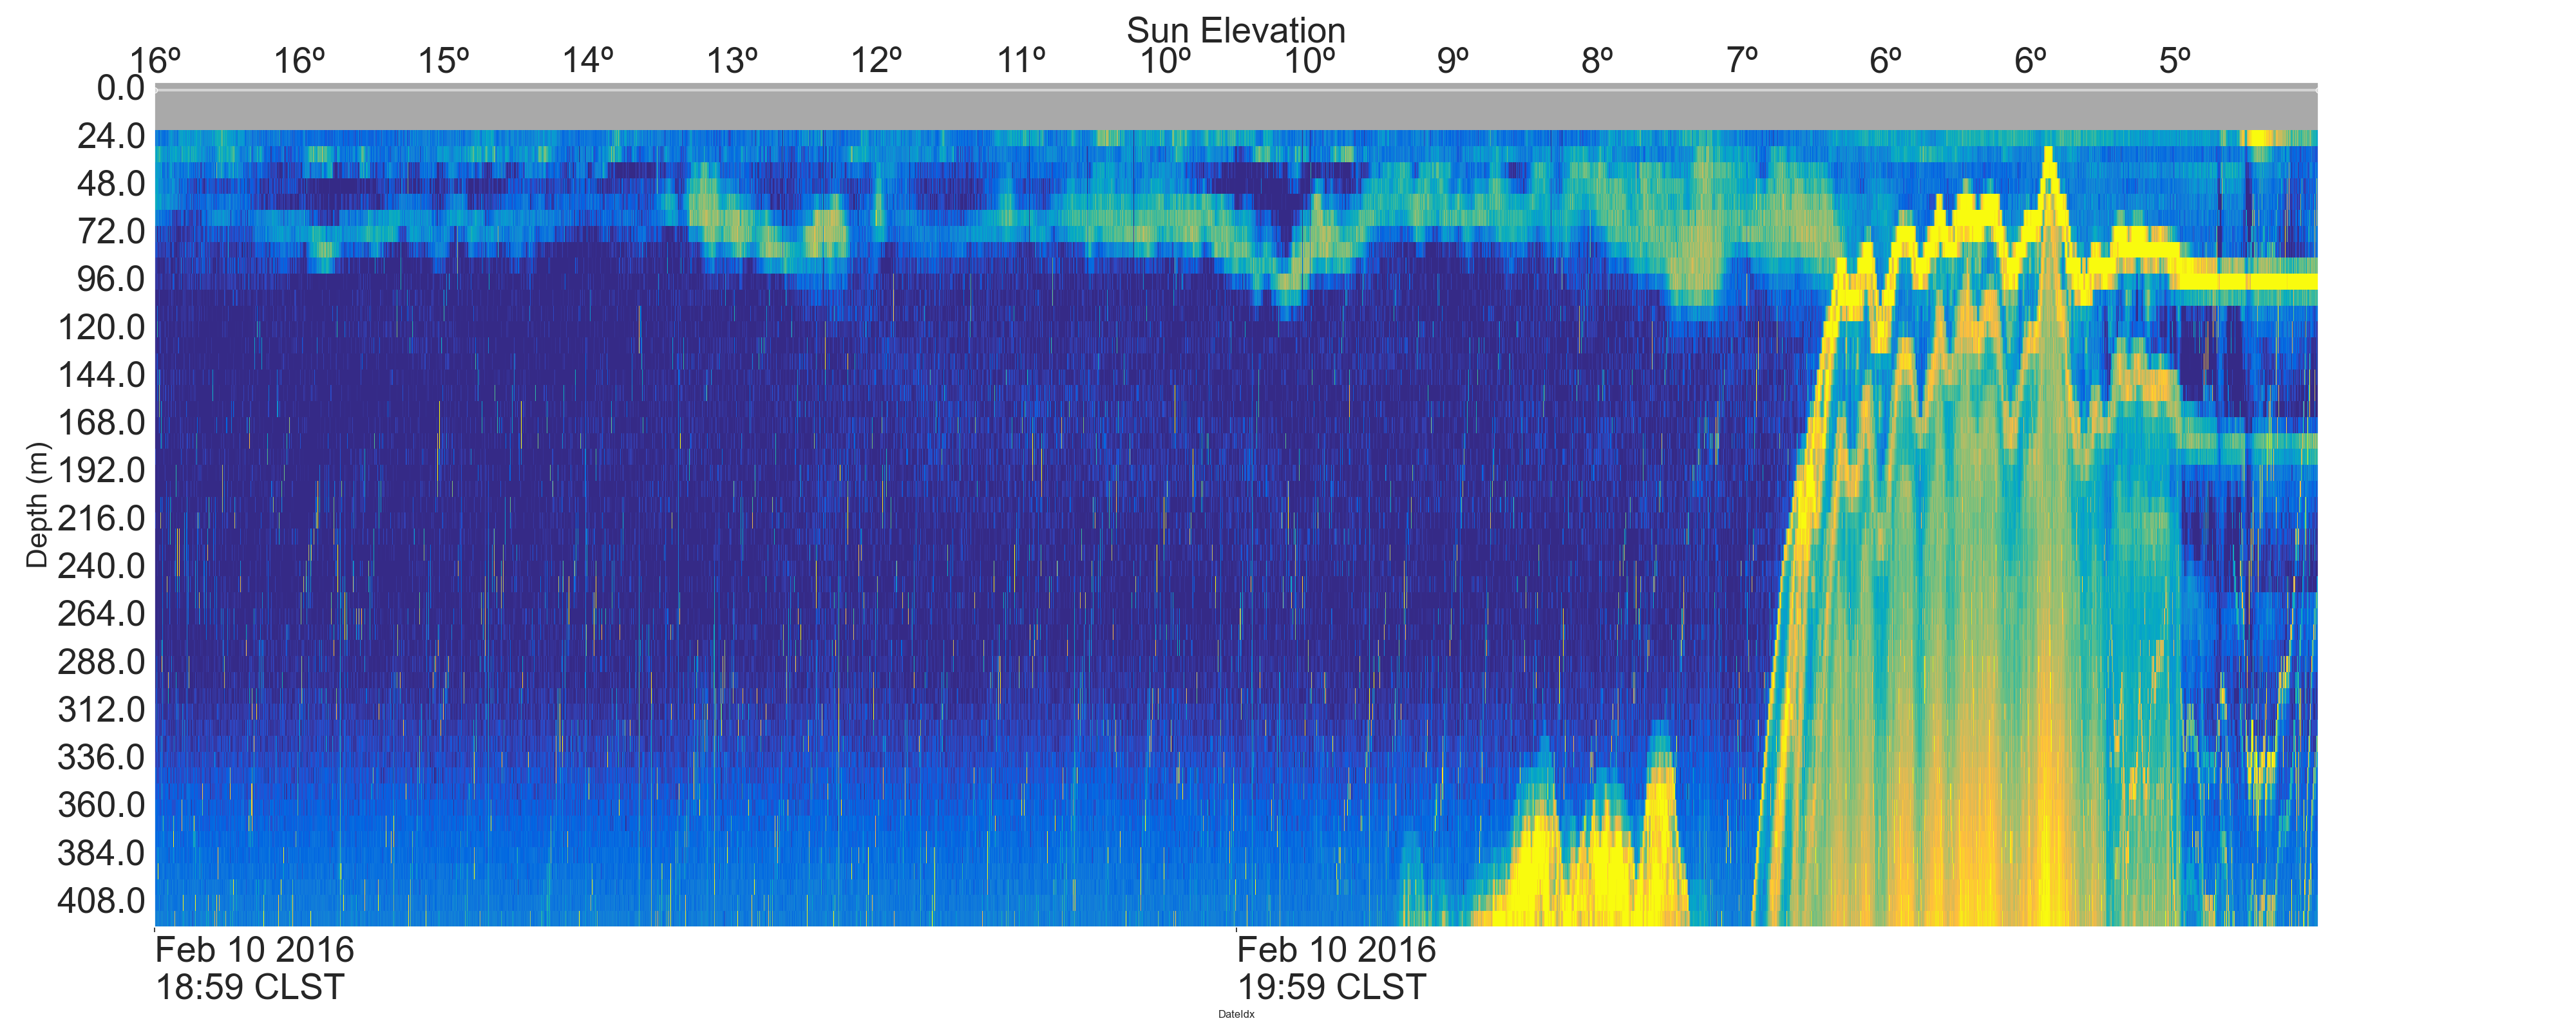 Sun Elevation
16º 16º 15º 14º 13º 12º 11º 10º 10º 9º 8º 7º 6º 6º 5º
0.0
24.0
48.0
72.0
96.0
120.0
144.0
168.0
192.0
216.0
240.0
264.0
288.0
312.0
336.0
360.0
384.0
408.0
Depth (m)
Feb 10 2016
18:59 CLST
Feb 10 2016
19:59 CLST
DateIdx